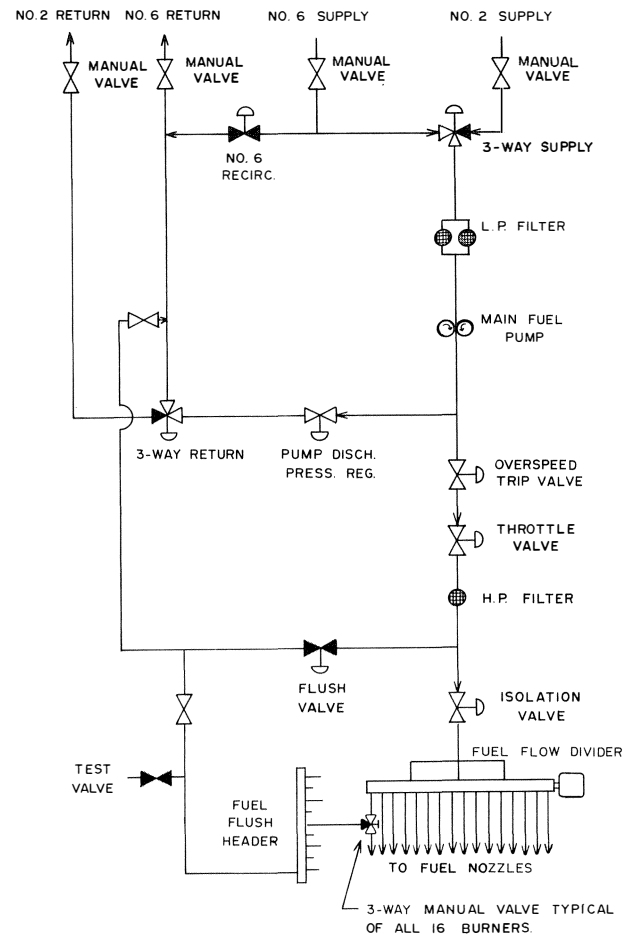 NO. 2 RETURN
NO. 6 RETURN
NO. 6 SUPPLY
NO. 2 SUPPLY
MANUAL
VALVE
MANUAL
VALVE
MANUAL
VALVE
MANUAL
VALVE
NO. 6
RECIRC.
3-WAY SUPPLY
L.P. FILTER
MAIN FUEL
PUMP
3-WAY RETURN
PUMP DISCH.
PRESS. REG.
OVERSPEED
TRIP VALVE
THROTTLE
VALVE
H.P. FILTER
FLUSH
VALVE
ISOLATION
VALVE
FUEL FLOW DIVIDER
TEST
VALVE
FUEL
FLUSH
HEADER
TO FUEL NOZZLES
3-WAY MANUAL VALVE TYPICAL
OF ALL 16 BURNERS.